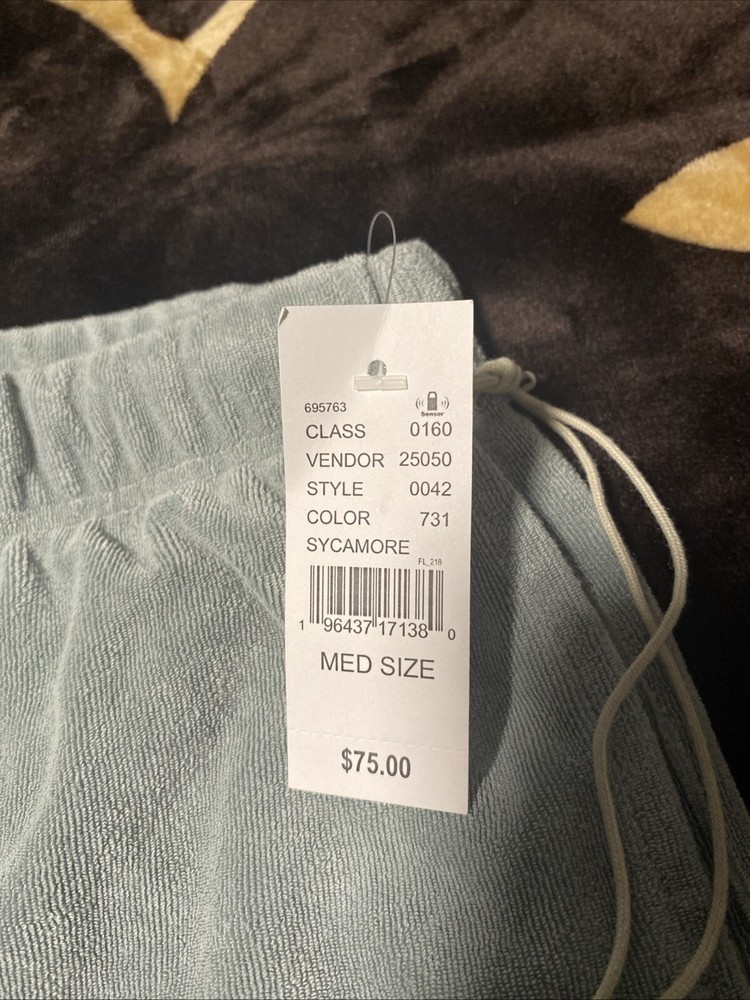 695763
Sensor
CLASS 0160
VENDOR 25050
STYLE 0042
COLOR 731
SYCAMORE
FL_218
1 96437 17138 0
MED SIZE
$75.00